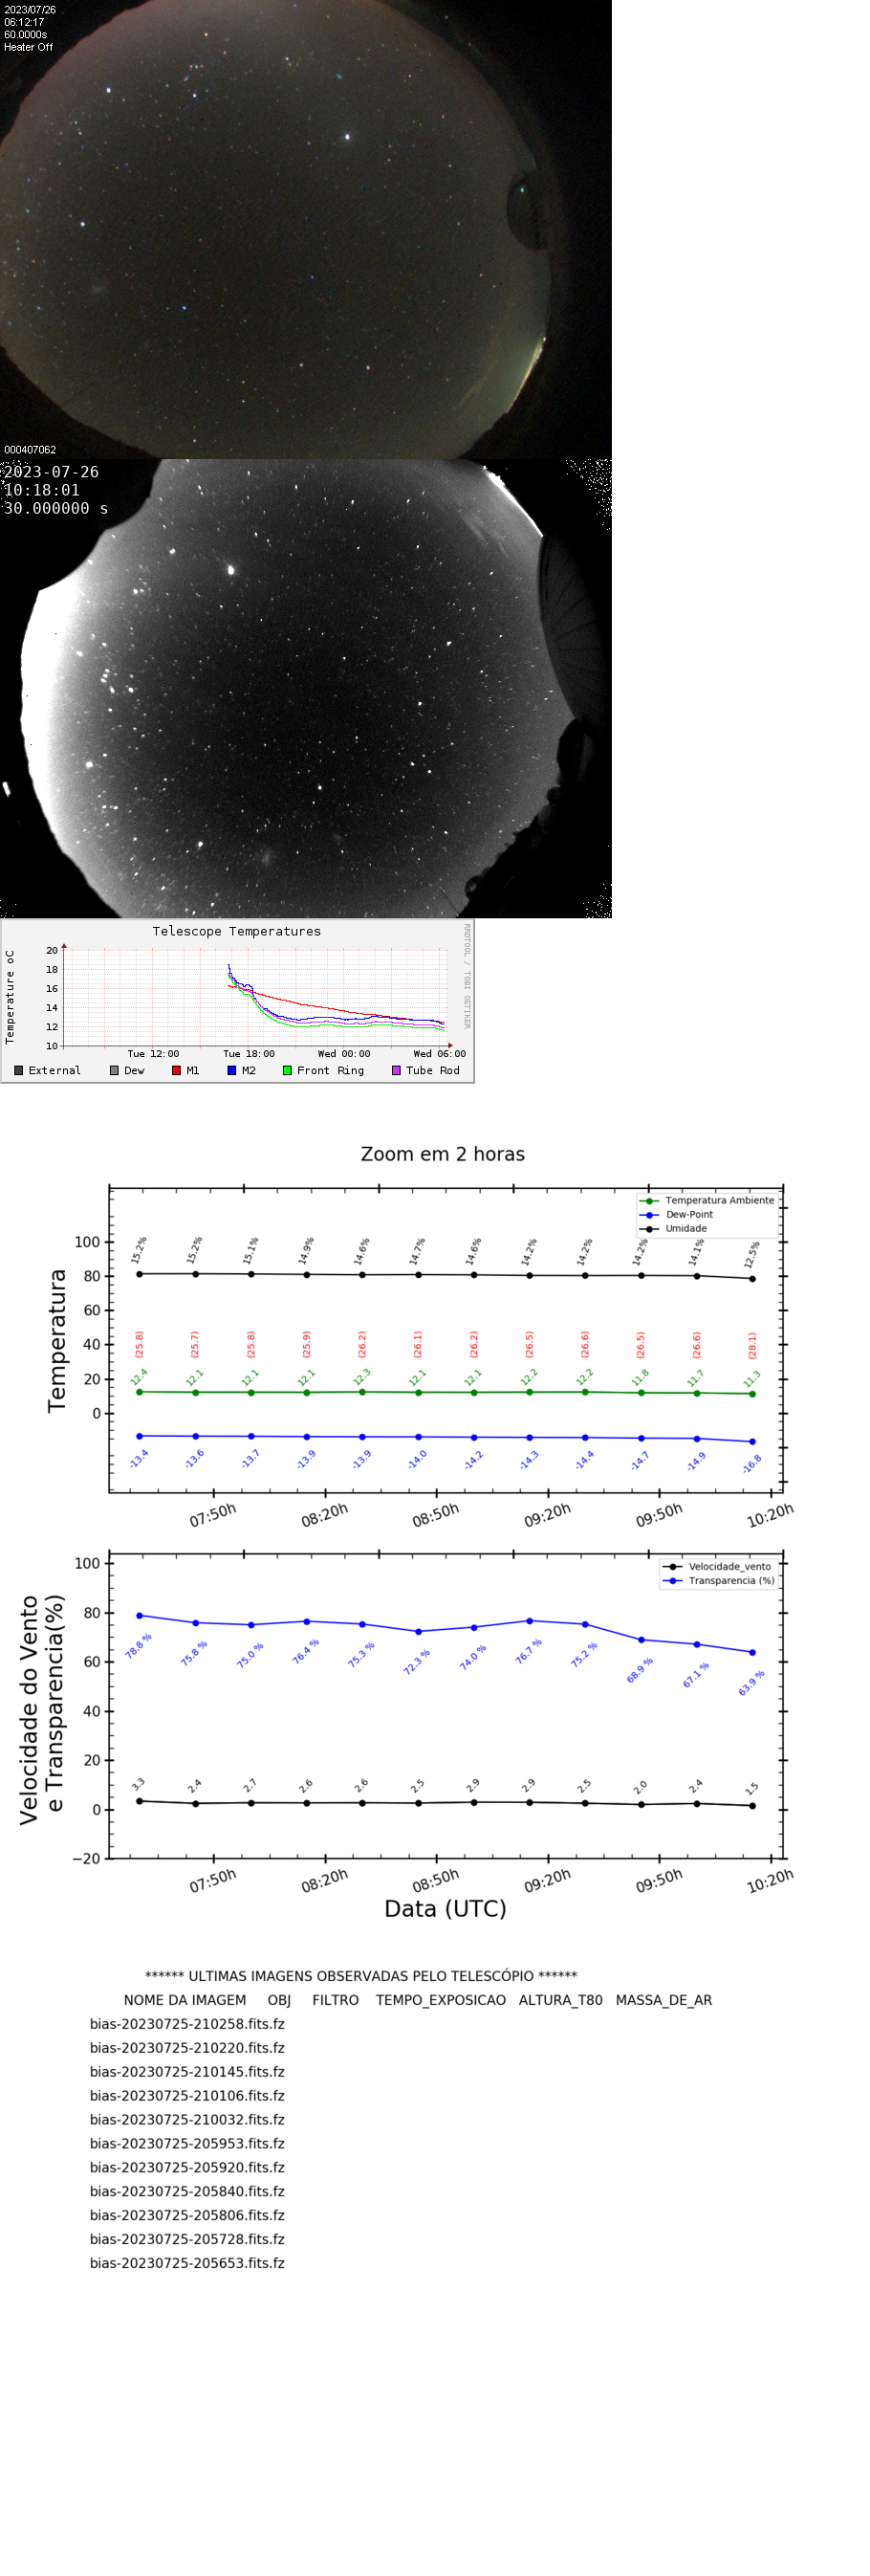 2023/07/26
06:12:17
60.0000s
Heater Off
000407062
2023-07-26
10:18:01
30.000000 s
Telescope Temperatures
RRDTOOL / TOBI OETIKER
Temperature oC
20
18
16
14
12
10
Tue 12:00 Tue 18:00 Wed 00:00 Wed 06:00
External Dew M1 M2 Front Ring Tube Rod
Zoom em 2 horas
Temperatura Ambiente
Dew-Point
Umidade
Temperatura
100
80
60
40
20
0
15.2% 15.2% 15.1% 14.9% 14.6% 14.7% 14.6% 14.2% 14.2% 14.2% 14.1% 12.5%
(25.8) (25.7) (25.8) (25.9) (26.2) (26.1) (26.2) (26.5) (26.6) (26.5) (26.6) (28.1)
12.4 12.1 12.1 12.1 12.3 12.1 12.1 12.2 12.2 11.8 11.7 11.3
-13.4 -13.6 -13.7 -13.9 -13.9 -14.0 -14.2 -14.3 -14.4 -14.7 -14.9 -16.8
07:50h 08:20h 08:50h 09:20h 09:50h 10:20h
Velocidade_vento
Transparencia (%)
Velocidade do Vento
e Transparencia(%)
100
80
60
40
20
0
−20
78.8 % 75.8 % 75.0 % 76.4 % 75.3 % 72.3 % 74.0 % 76.7 % 75.2 % 68.9 % 67.1 % 63.9 %
3.3 2.4 2.7 2.6 2.6 2.5 2.9 2.9 2.5 2.0 2.4 1.5
07:50h 08:20h 08:50h 09:20h 09:50h 10:20h
Data (UTC)
****** ULTIMAS IMAGENS OBSERVADAS PELO TELESCÓPIO ******
NOME DA IMAGEM OBJ FILTRO TEMPO_EXPOSICAO ALTURA_T80 MASSA_DE_AR
bias-20230725-210258.fits.fz
bias-20230725-210220.fits.fz
bias-20230725-210145.fits.fz
bias-20230725-210106.fits.fz
bias-20230725-210032.fits.fz
bias-20230725-205953.fits.fz
bias-20230725-205920.fits.fz
bias-20230725-205840.fits.fz
bias-20230725-205806.fits.fz
bias-20230725-205728.fits.fz
bias-20230725-205653.fits.fz